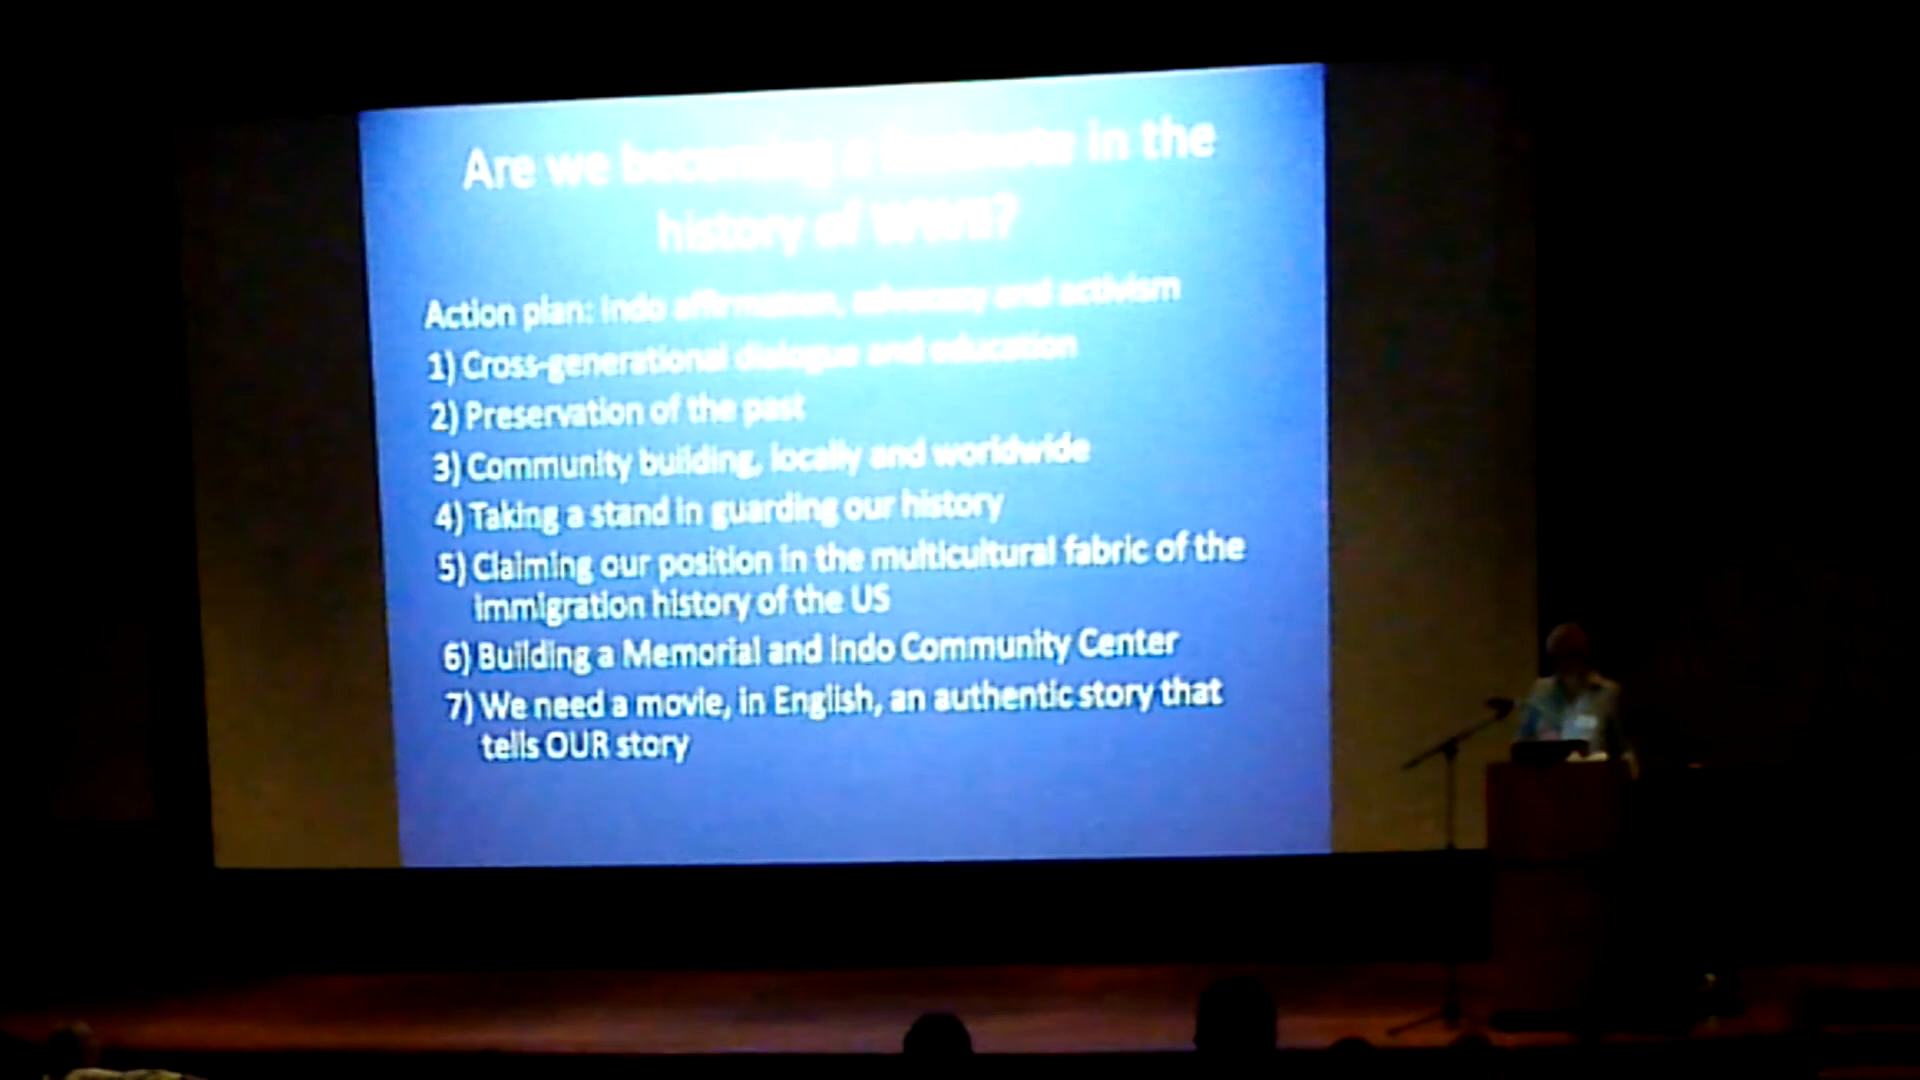 Are we becoming a footnote in the
history of WWII?
Action plan: Indo affirmation, advocacy and activism
1) Cross-generational dialogue and education
2) Preservation of the past
3) Community building, locally and worldwide
4) Taking a stand in guarding our history
5) Claiming our position in the multicultural fabric of the
immigration history of the US
6) Building a Memorial and Indo Community Center
7) We need a movie, in English, an authentic story that
tells OUR story